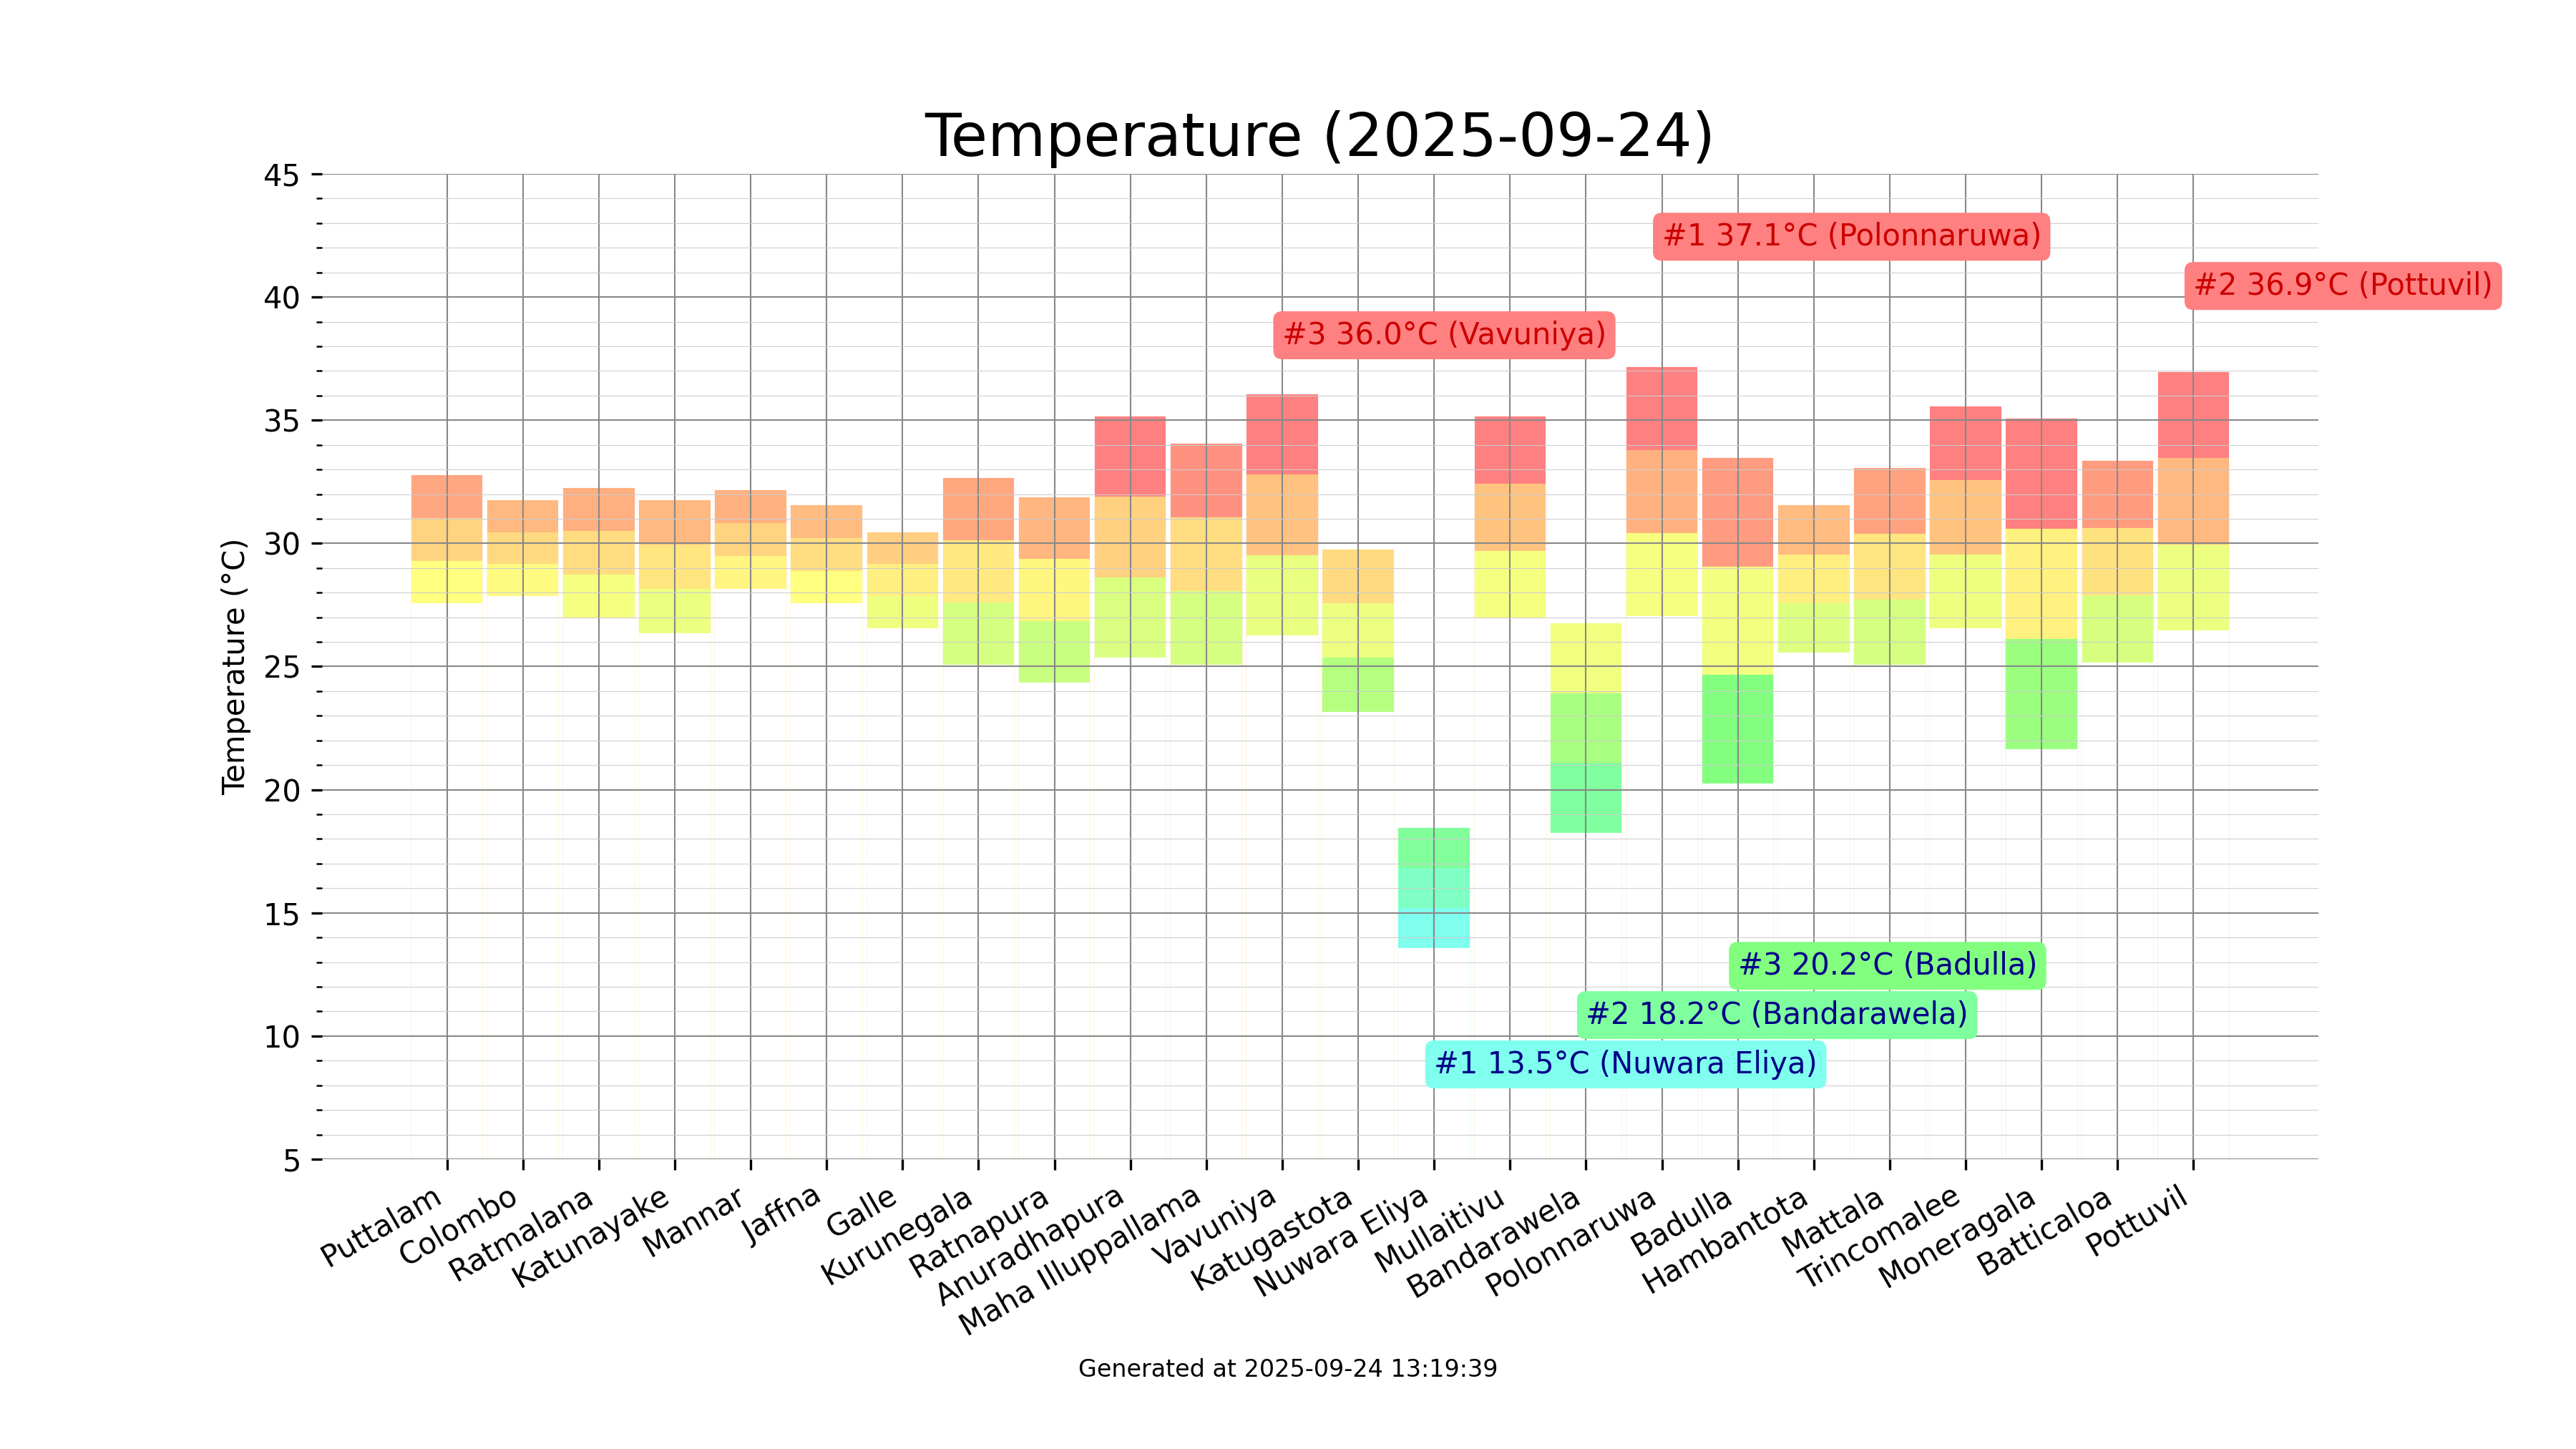 Temperature (2025-09-24)
Temperature (°C)
45
40
35
30
25
20
15
10
5
#1 37.1°C (Polonnaruwa)
#2 36.9°C (Pottuvil)
#3 36.0°C (Vavuniya)
#3 20.2°C (Badulla)
#2 18.2°C (Bandarawela)
#1 13.5°C (Nuwara Eliya)
Puttalam
Colombo
Ratmalana
Katunayake
Mannar
Jaffna
Galle
Kurunegala
Ratnapura
Anuradhapura
Maha Illuppallama
Vavuniya
Katugastota
Nuwara Eliya
Mullaitivu
Bandarawela
Polonnaruwa
Badulla
Hambantota
Mattala
Trincomalee
Moneragala
Batticaloa
Pottuvil
Generated at 2025-09-24 13:19:39